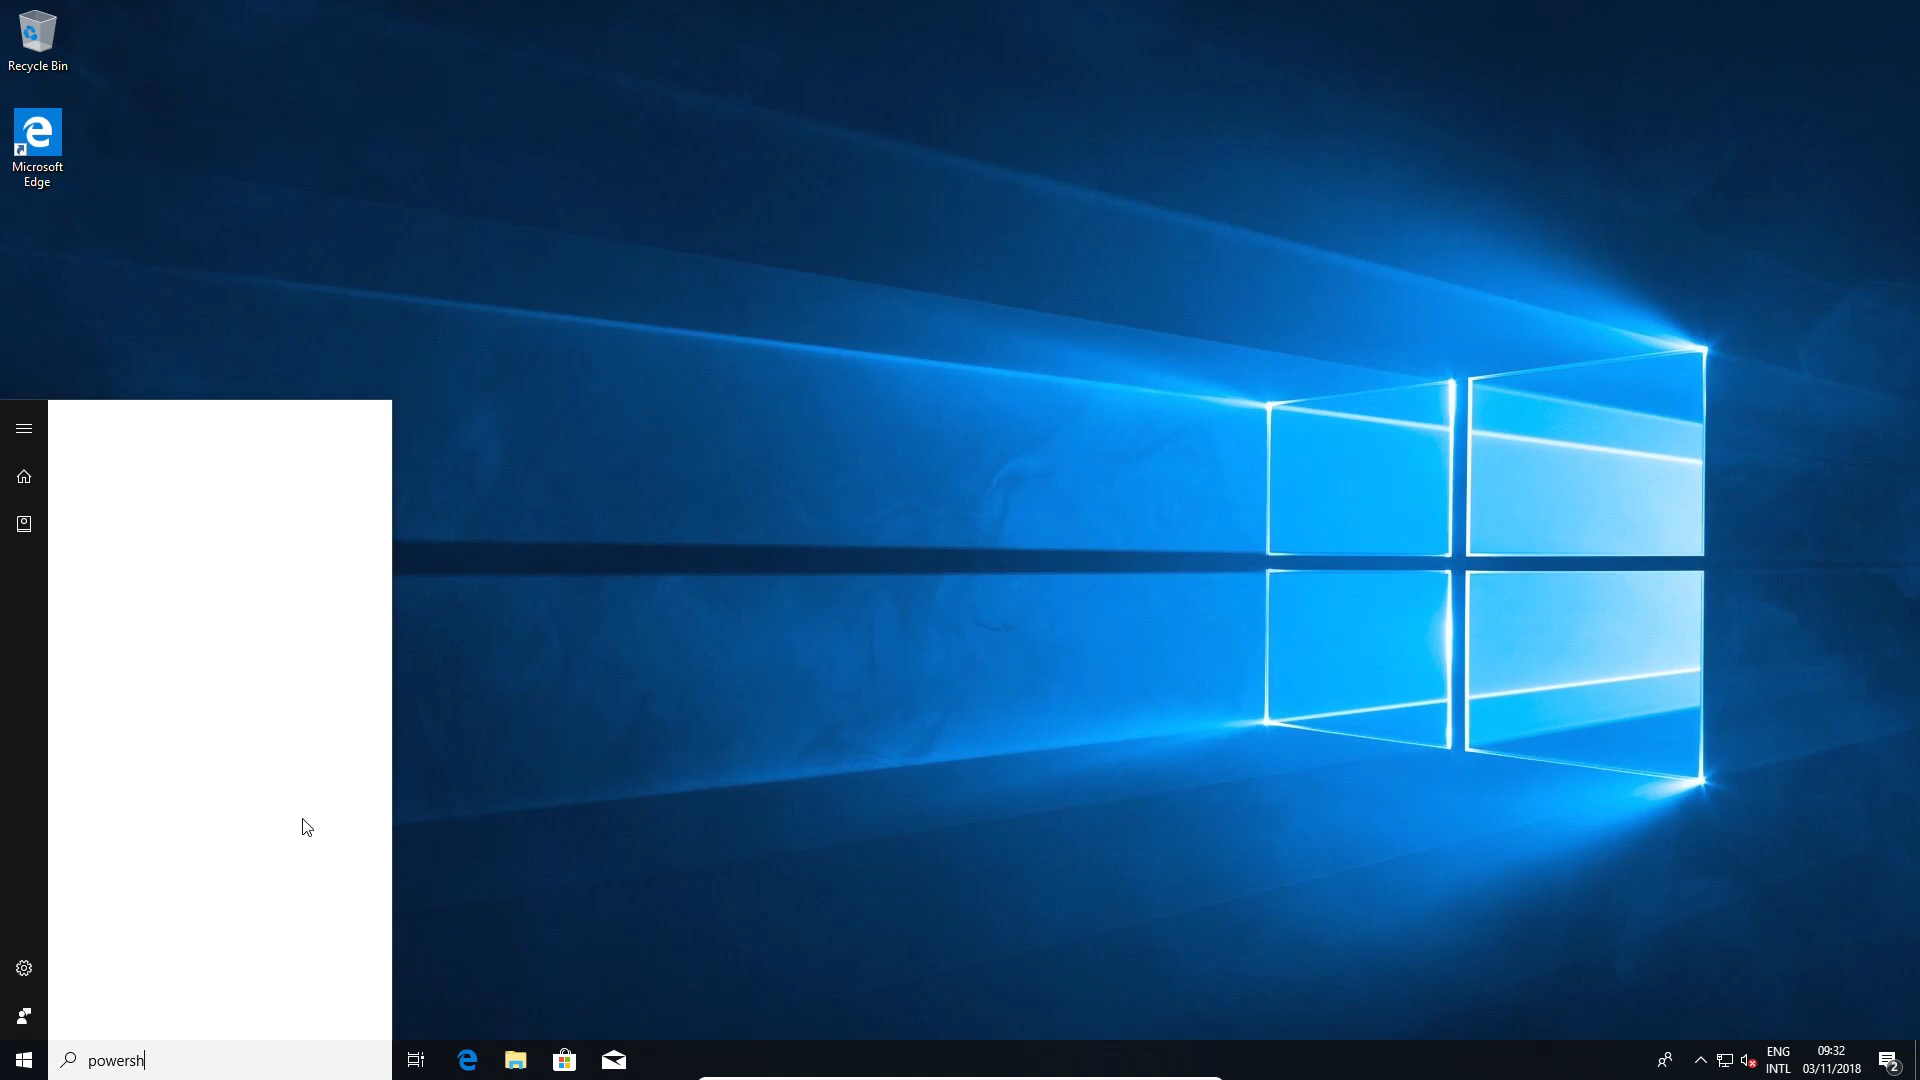 Recycle Bin
Microsoft
Edge
powersh
ENG
INTL
09:32
03/11/2018
2